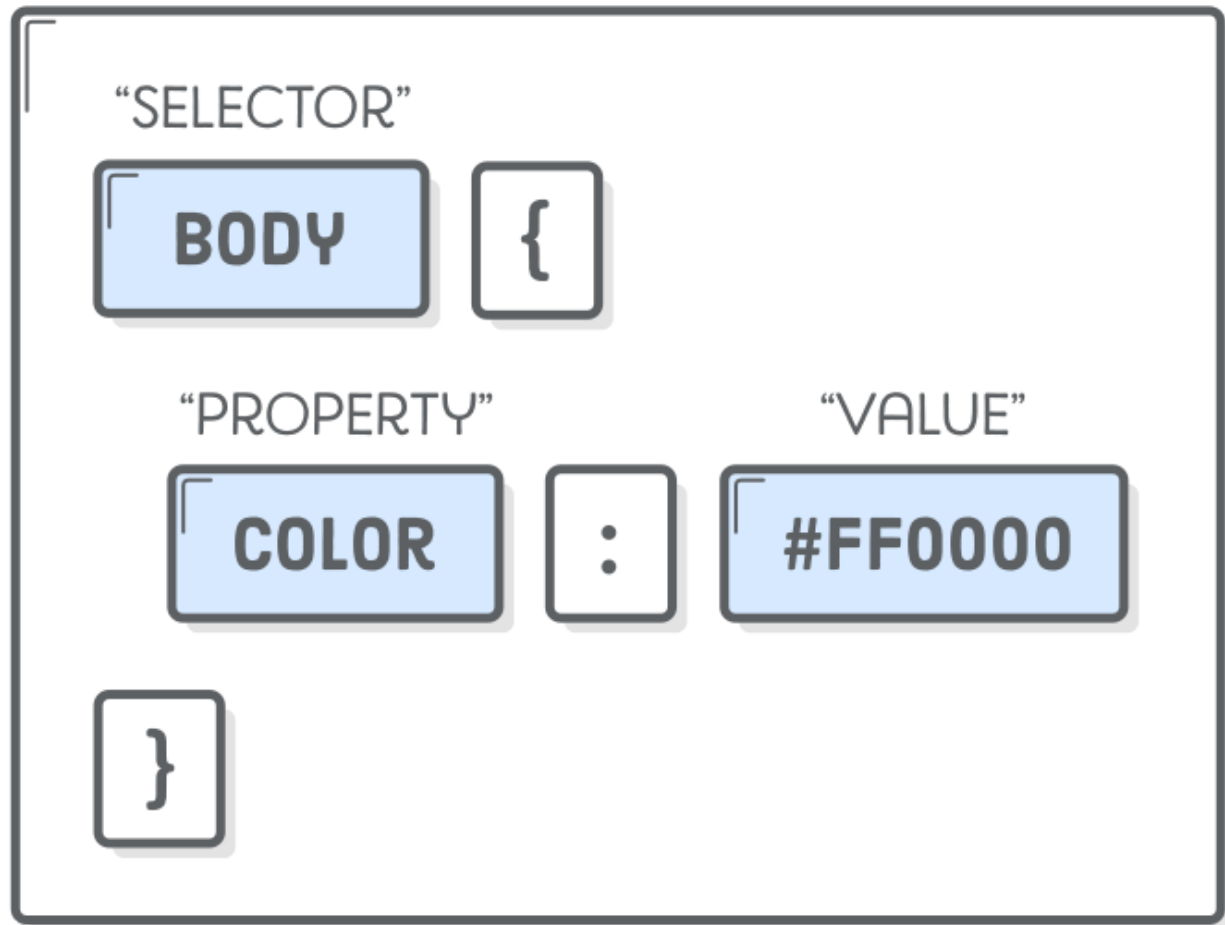 “SELECTOR”
BODY {
“PROPERTY” “VALUE”
COLOR : #FF0000
}